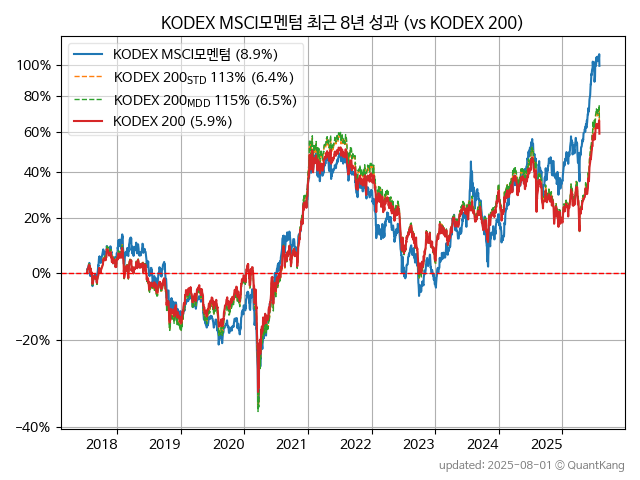 KODEX MSCI모멘텀 최근 8년 성과 (vs KODEX 200)
KODEX MSCI모멘텀 (8.9%)
KODEX 200STD 113% (6.4%)
KODEX 200MDD 115% (6.5%)
KODEX 200 (5.9%)
100%
80%
60%
40%
20%
0%
−20%
−40%
2018 2019 2020 2021 2022 2023 2024 2025
updated: 2025-08-01 © QuantKang